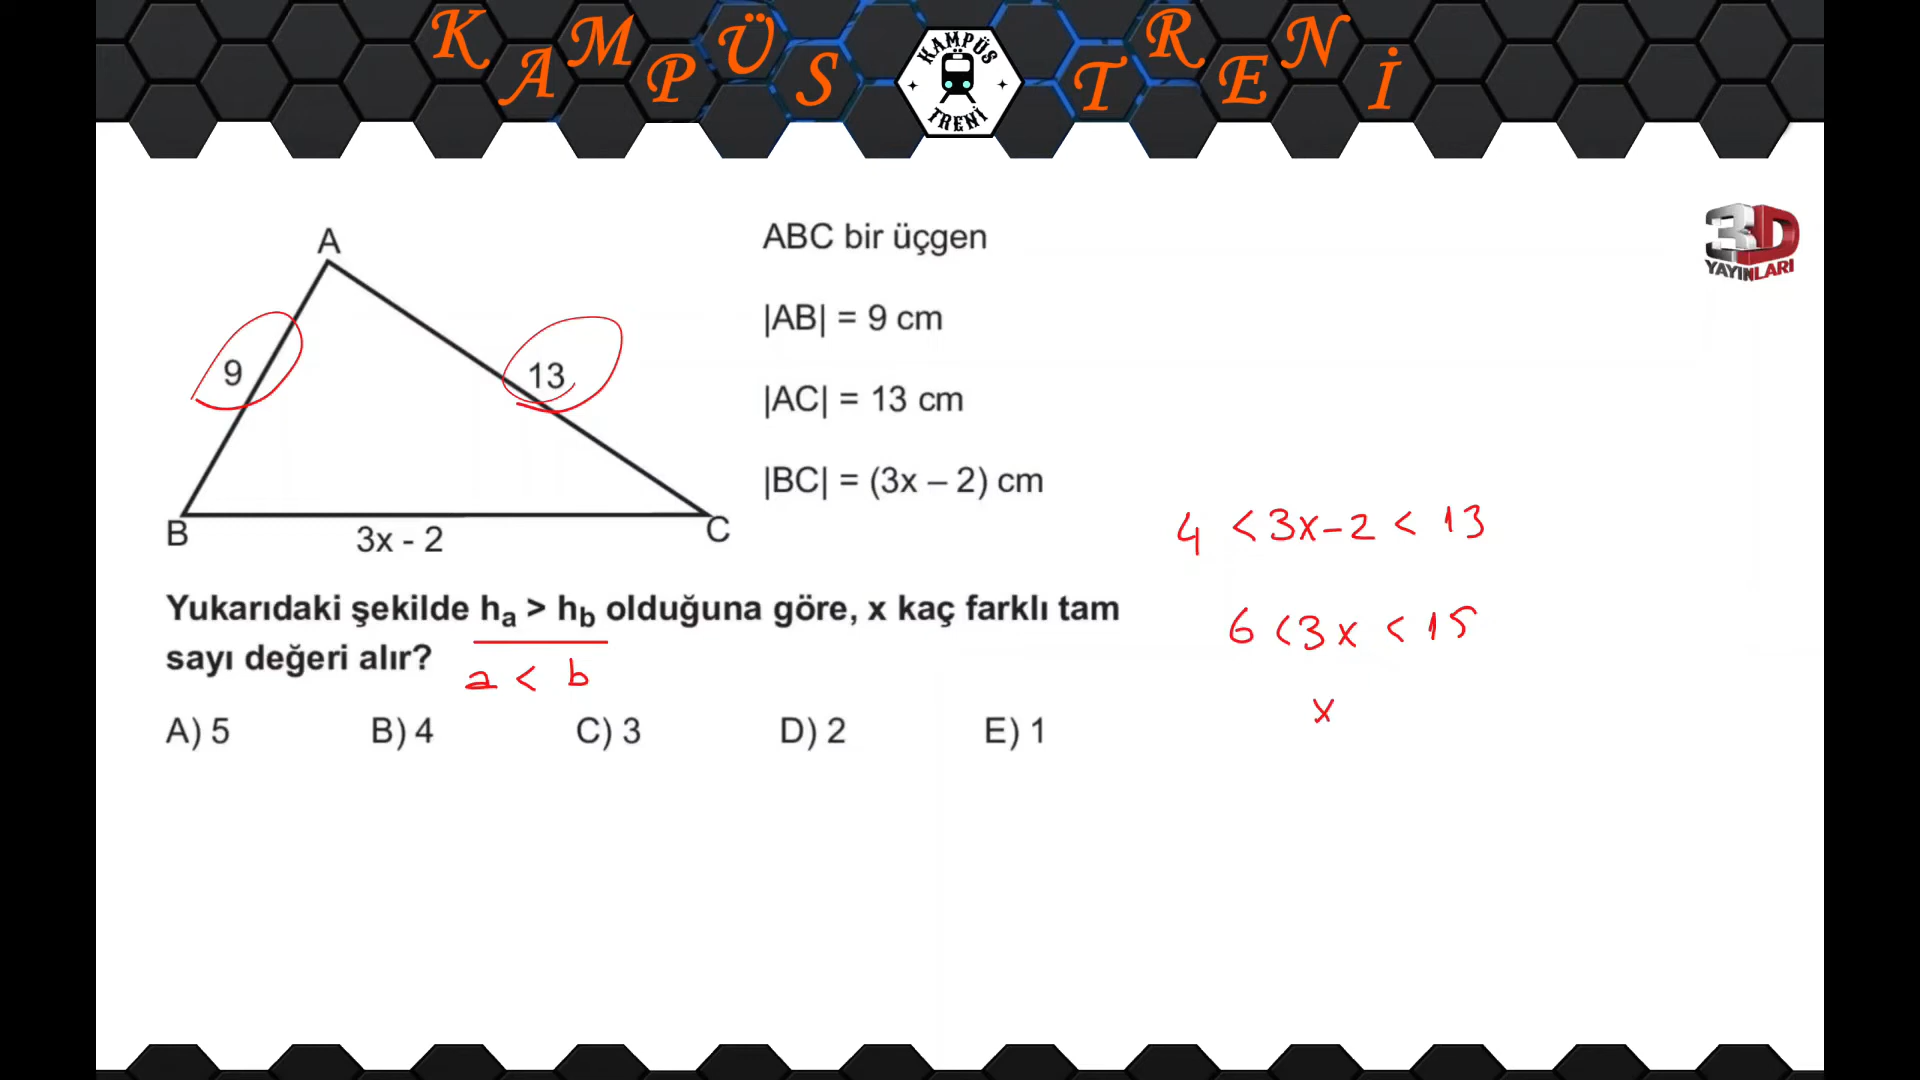 KAMPÜS TRENİ
KAMPÜS
TRENİ
3D
YAYINLARI
A
9
13
B
3x - 2
C
ABC bir üçgen
|AB| = 9 cm
|AC| = 13 cm
|BC| = (3x – 2) cm
4 < 3x-2 < 13
6 < 3x < 15
x
Yukarıdaki şekilde hₐ > h_b olduğuna göre, x kaç farklı tam
sayı değeri alır?
a < b
A) 5 B) 4 C) 3 D) 2 E) 1